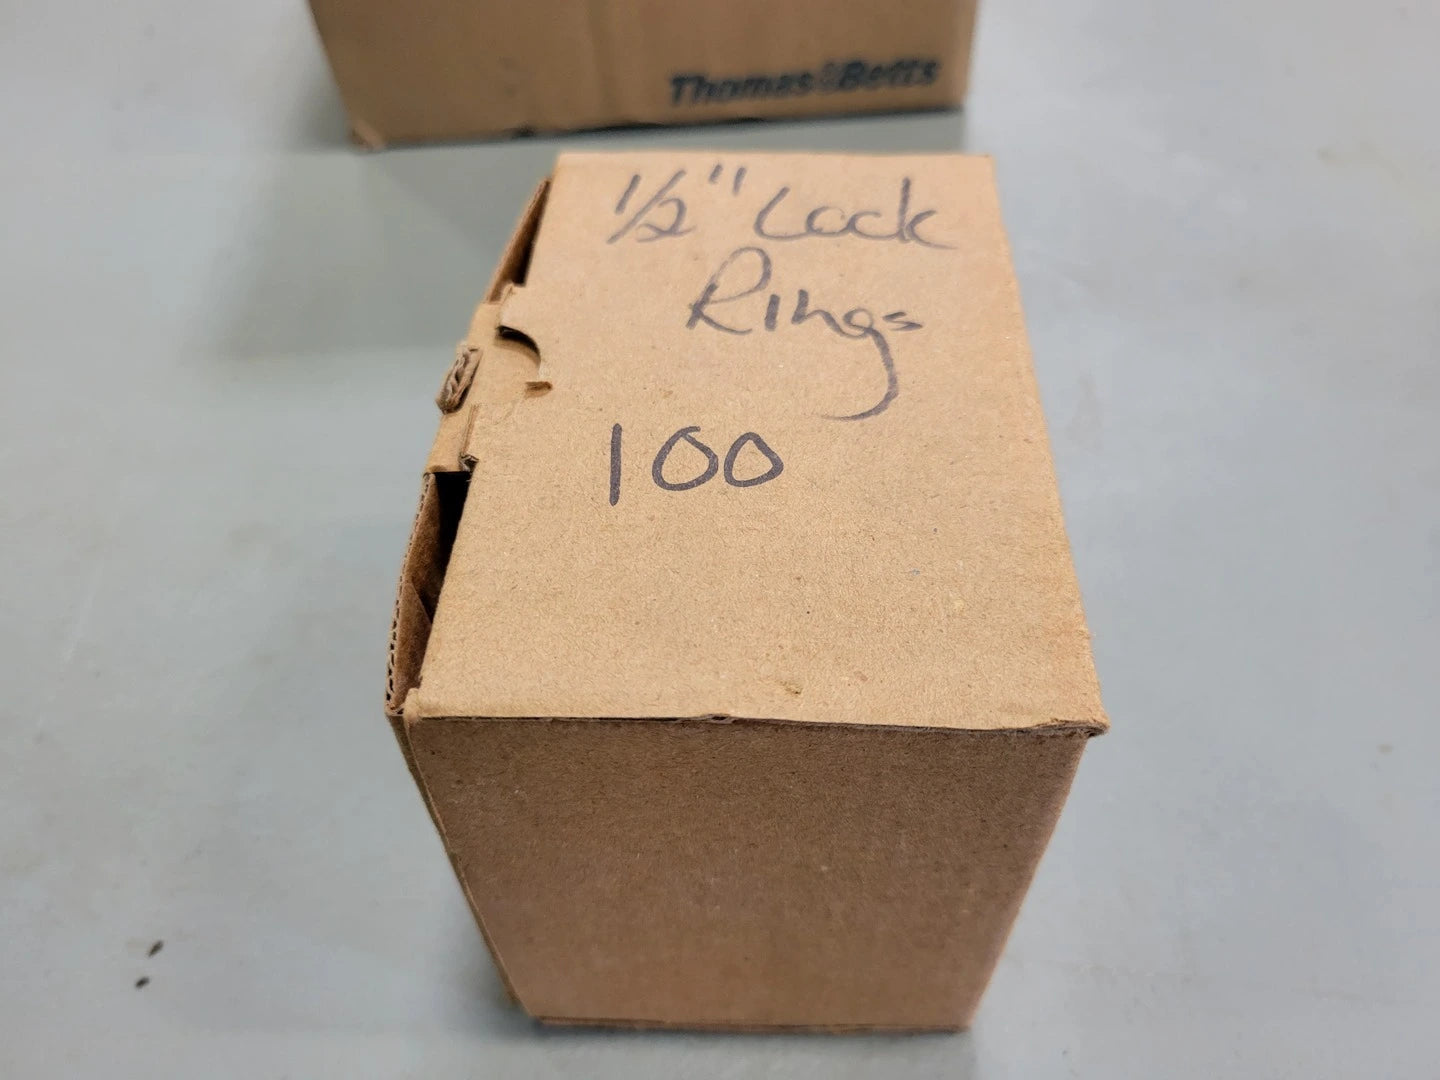 Thomas&Betts
1/2" Lock
Rings
100